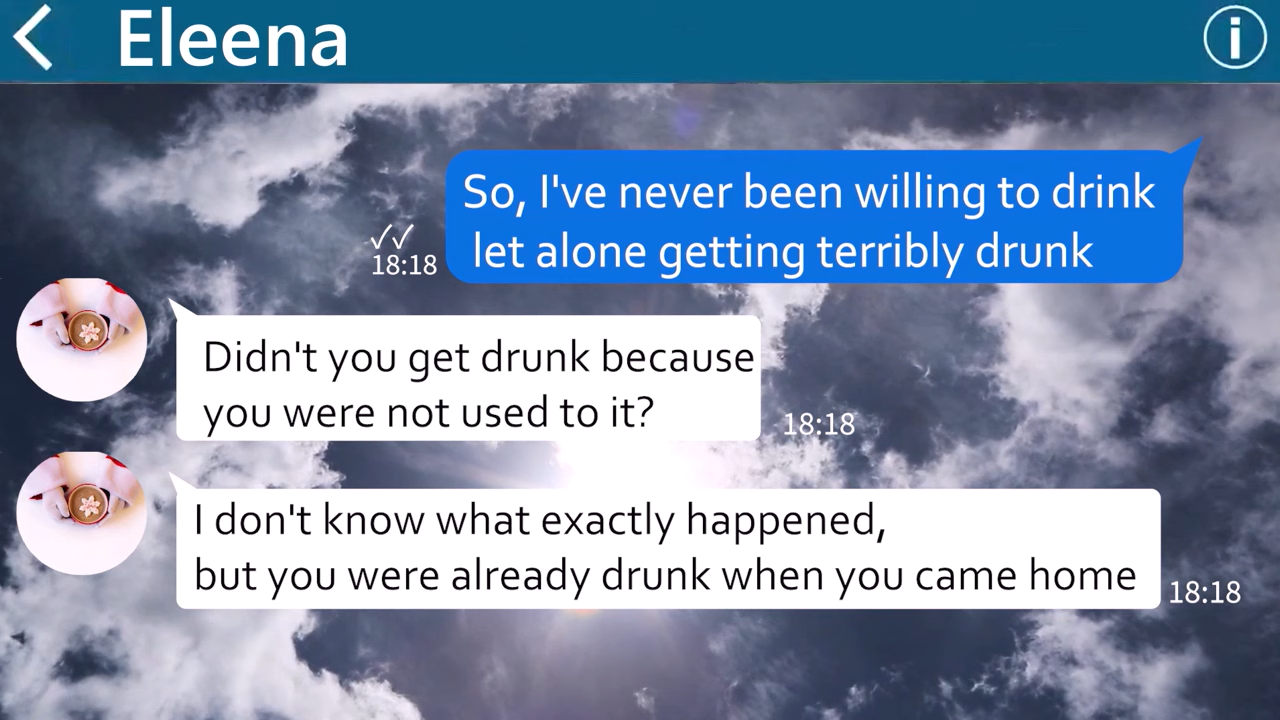 Eleena
So, I've never been willing to drink
let alone getting terribly drunk
✓✓
18:18
Didn't you get drunk because
you were not used to it?
18:18
I don't know what exactly happened,
but you were already drunk when you came home
18:18